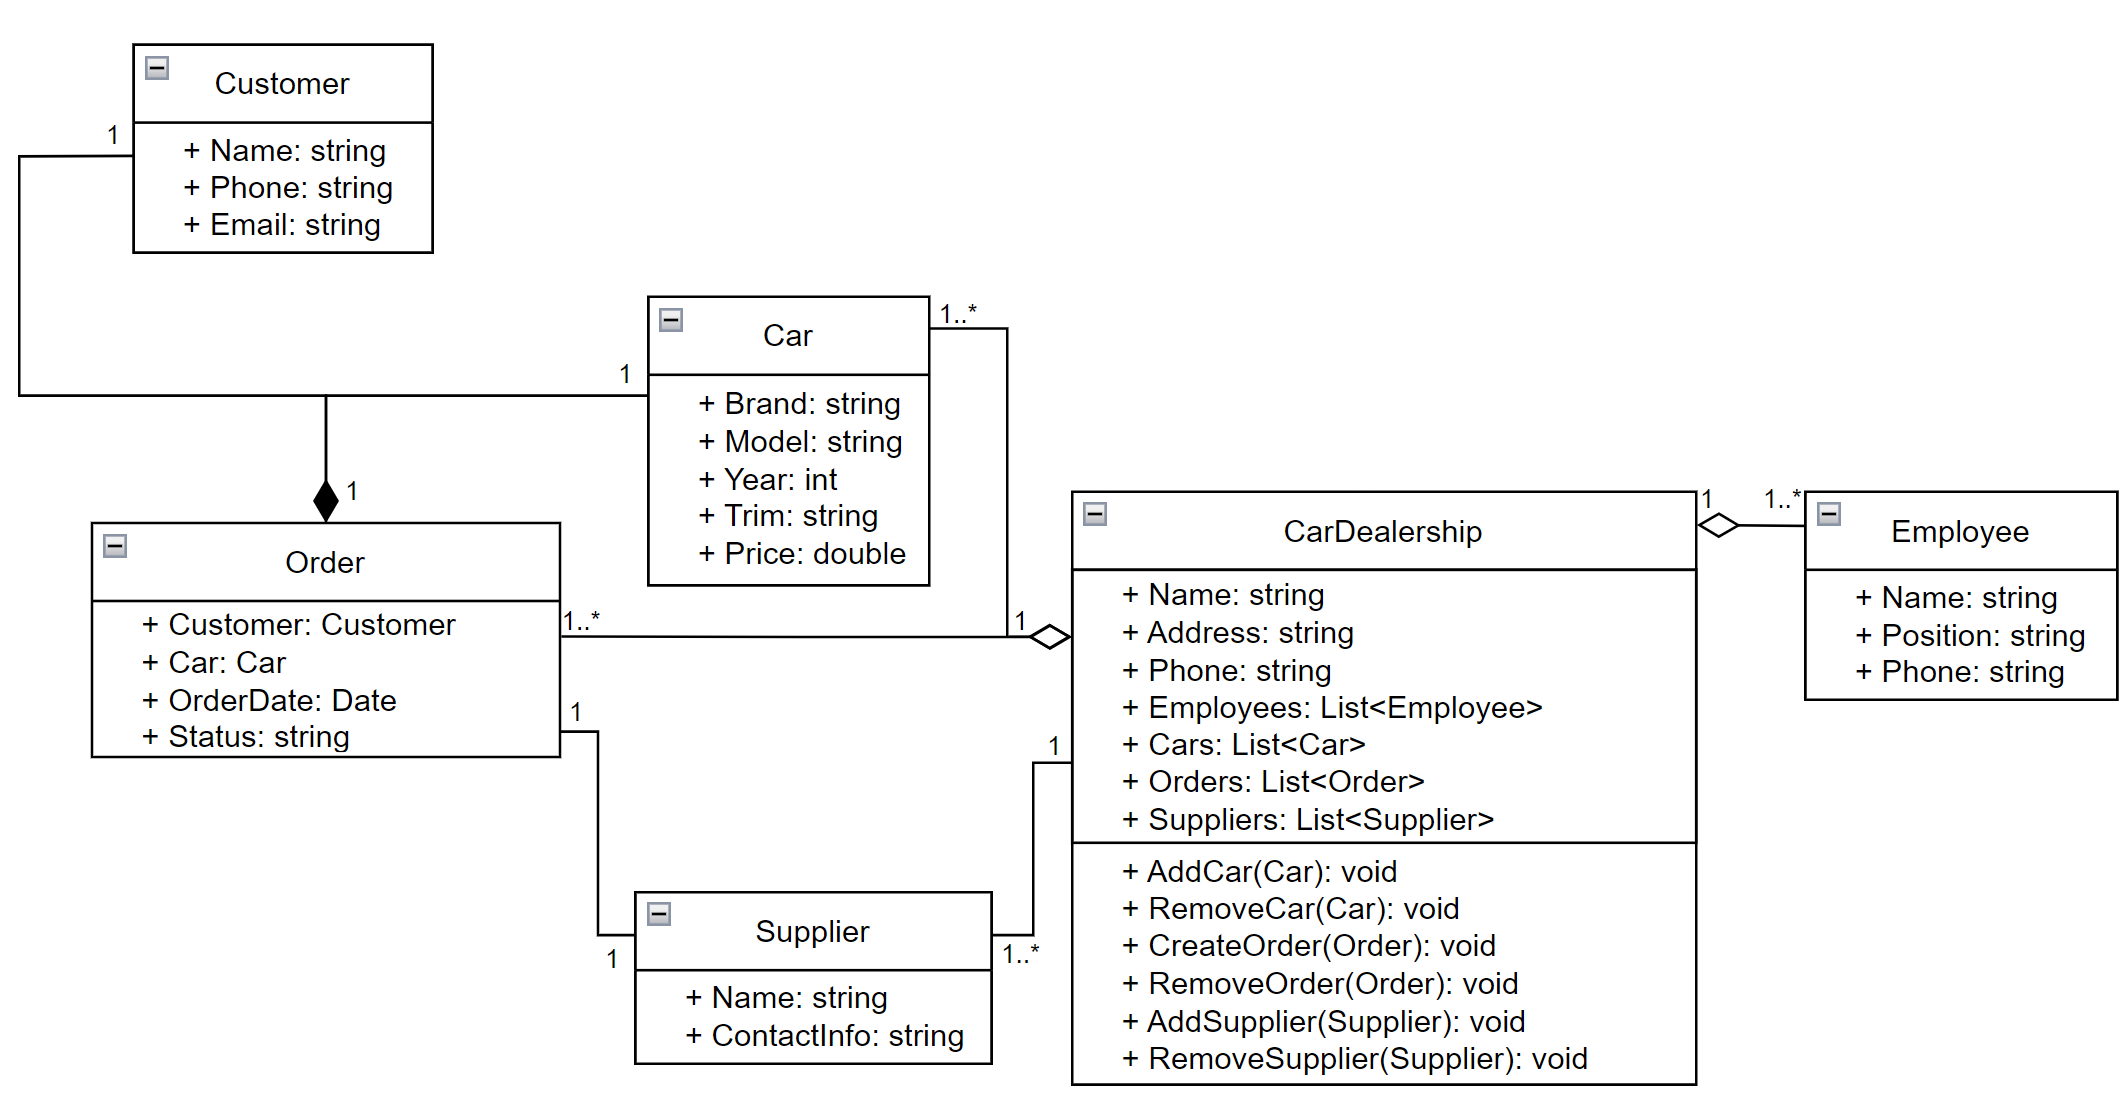 Customer
1
+ Name: string
+ Phone: string
+ Email: string
Car
1..*
1
+ Brand: string
+ Model: string
+ Year: int
+ Trim: string
+ Price: double
1
Order
+ Customer: Customer
+ Car: Car
+ OrderDate: Date
+ Status: string
1..*
1
1
CarDealership
+ Name: string
+ Address: string
+ Phone: string
+ Employees: List<Employee>
+ Cars: List<Car>
+ Orders: List<Order>
+ Suppliers: List<Supplier>
+ AddCar(Car): void
+ RemoveCar(Car): void
+ CreateOrder(Order): void
+ RemoveOrder(Order): void
+ AddSupplier(Supplier): void
+ RemoveSupplier(Supplier): void
1
1..*
Employee
+ Name: string
+ Position: string
+ Phone: string
1
Supplier
1
1..*
+ Name: string
+ ContactInfo: string